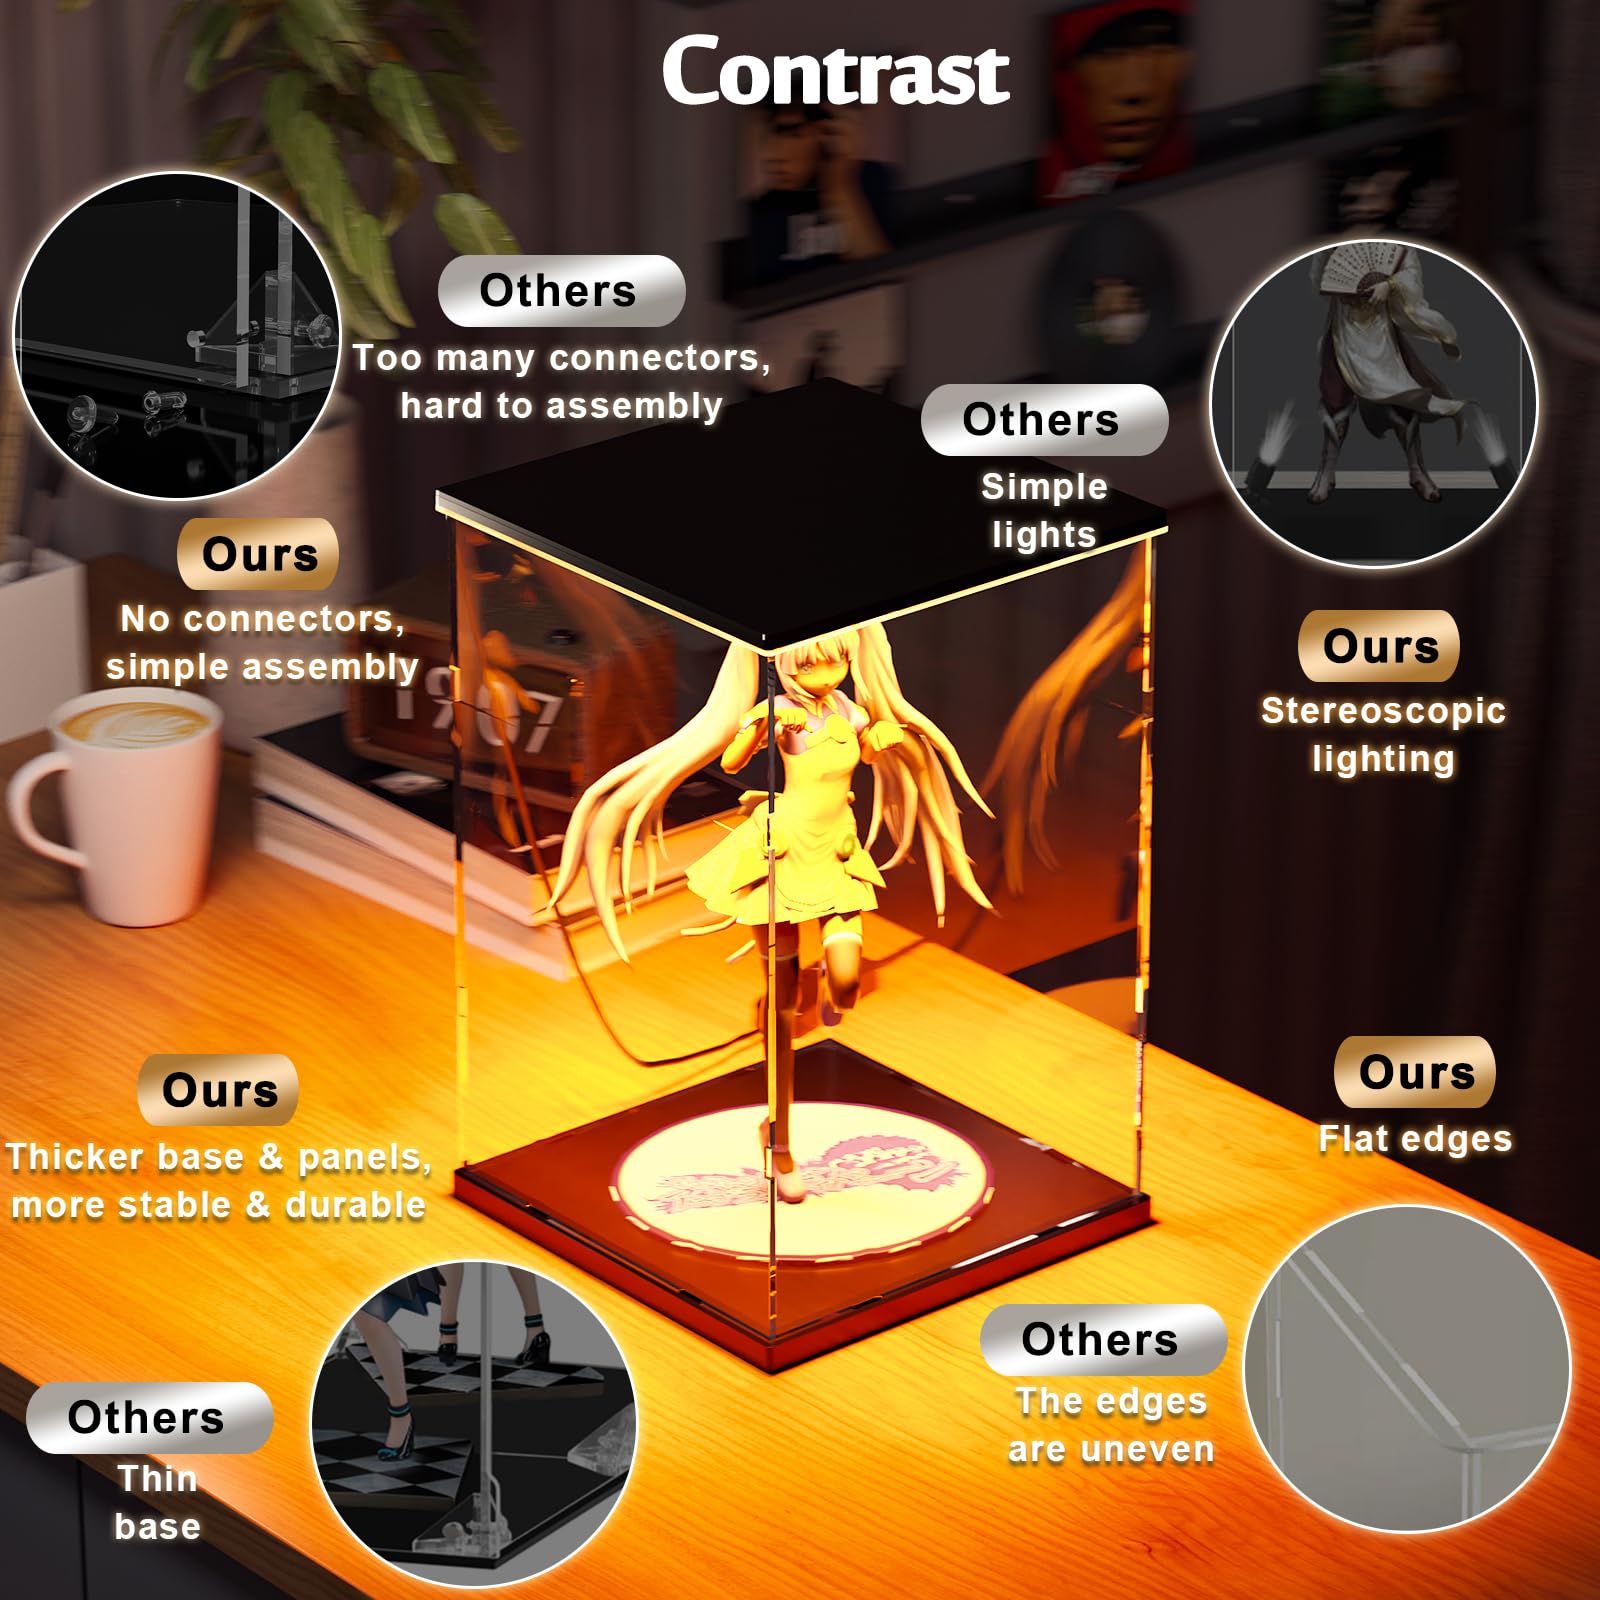 Contrast
Others
Too many connectors,
hard to assembly
Ours
No connectors,
simple assembly
Others
Simple
lights
Ours
Stereoscopic
lighting
1907
Ours
Thicker base & panels,
more stable & durable
Others
Thin
base
Ours
Flat edges
Others
The edges
are uneven